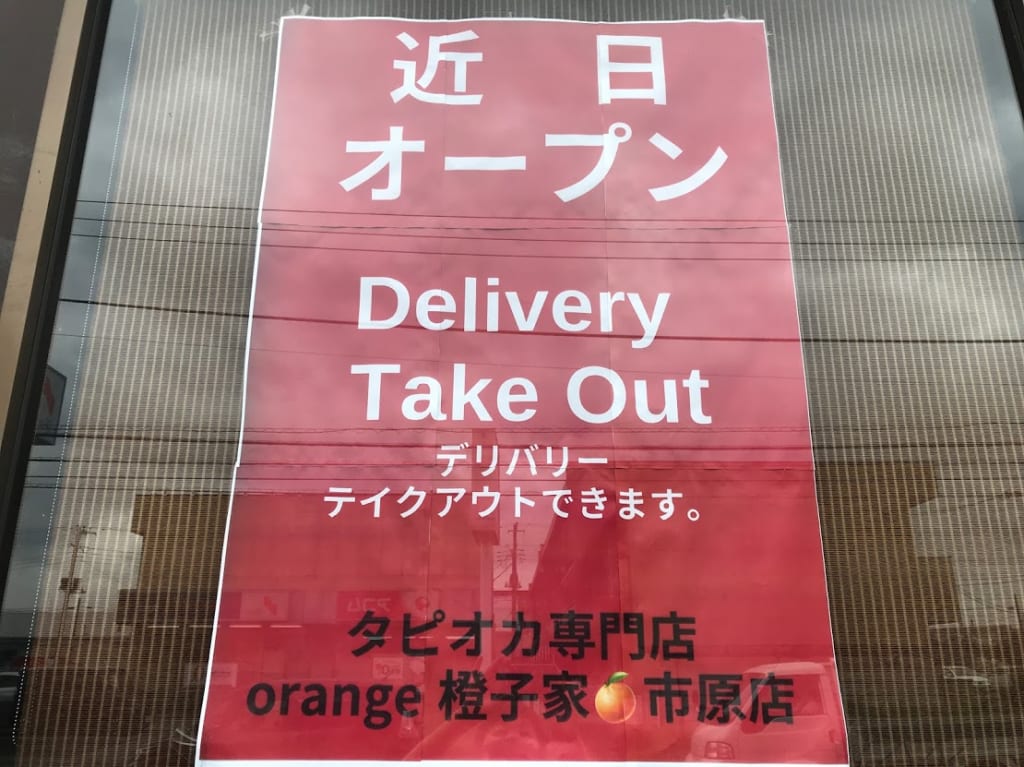 近 日
オープン
Delivery
Take Out
デリバリー
テイクアウトできます。
タピオカ専門店
orange 橙子家🍊市原店